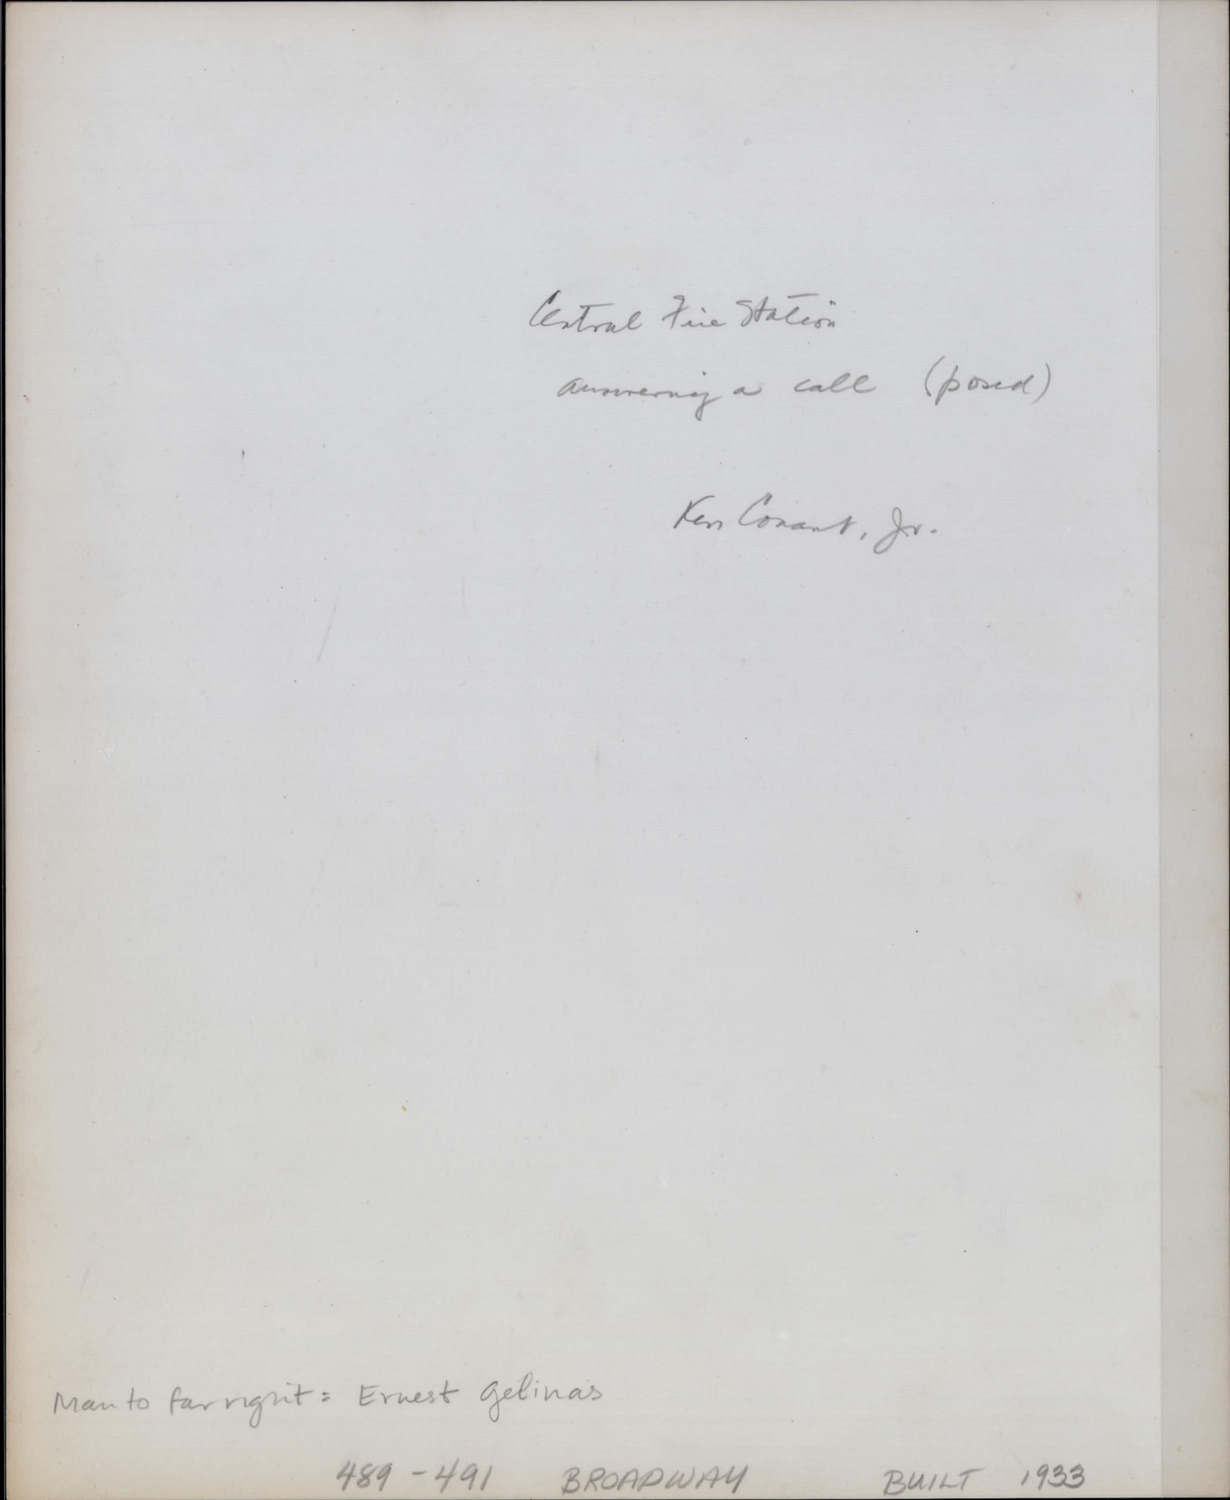 Central Fire Station
answering a call (posed)
Ken Conant, Jr.
Man to far right = Ernest Gelinas
489-491 BROADWAY BUILT 1933